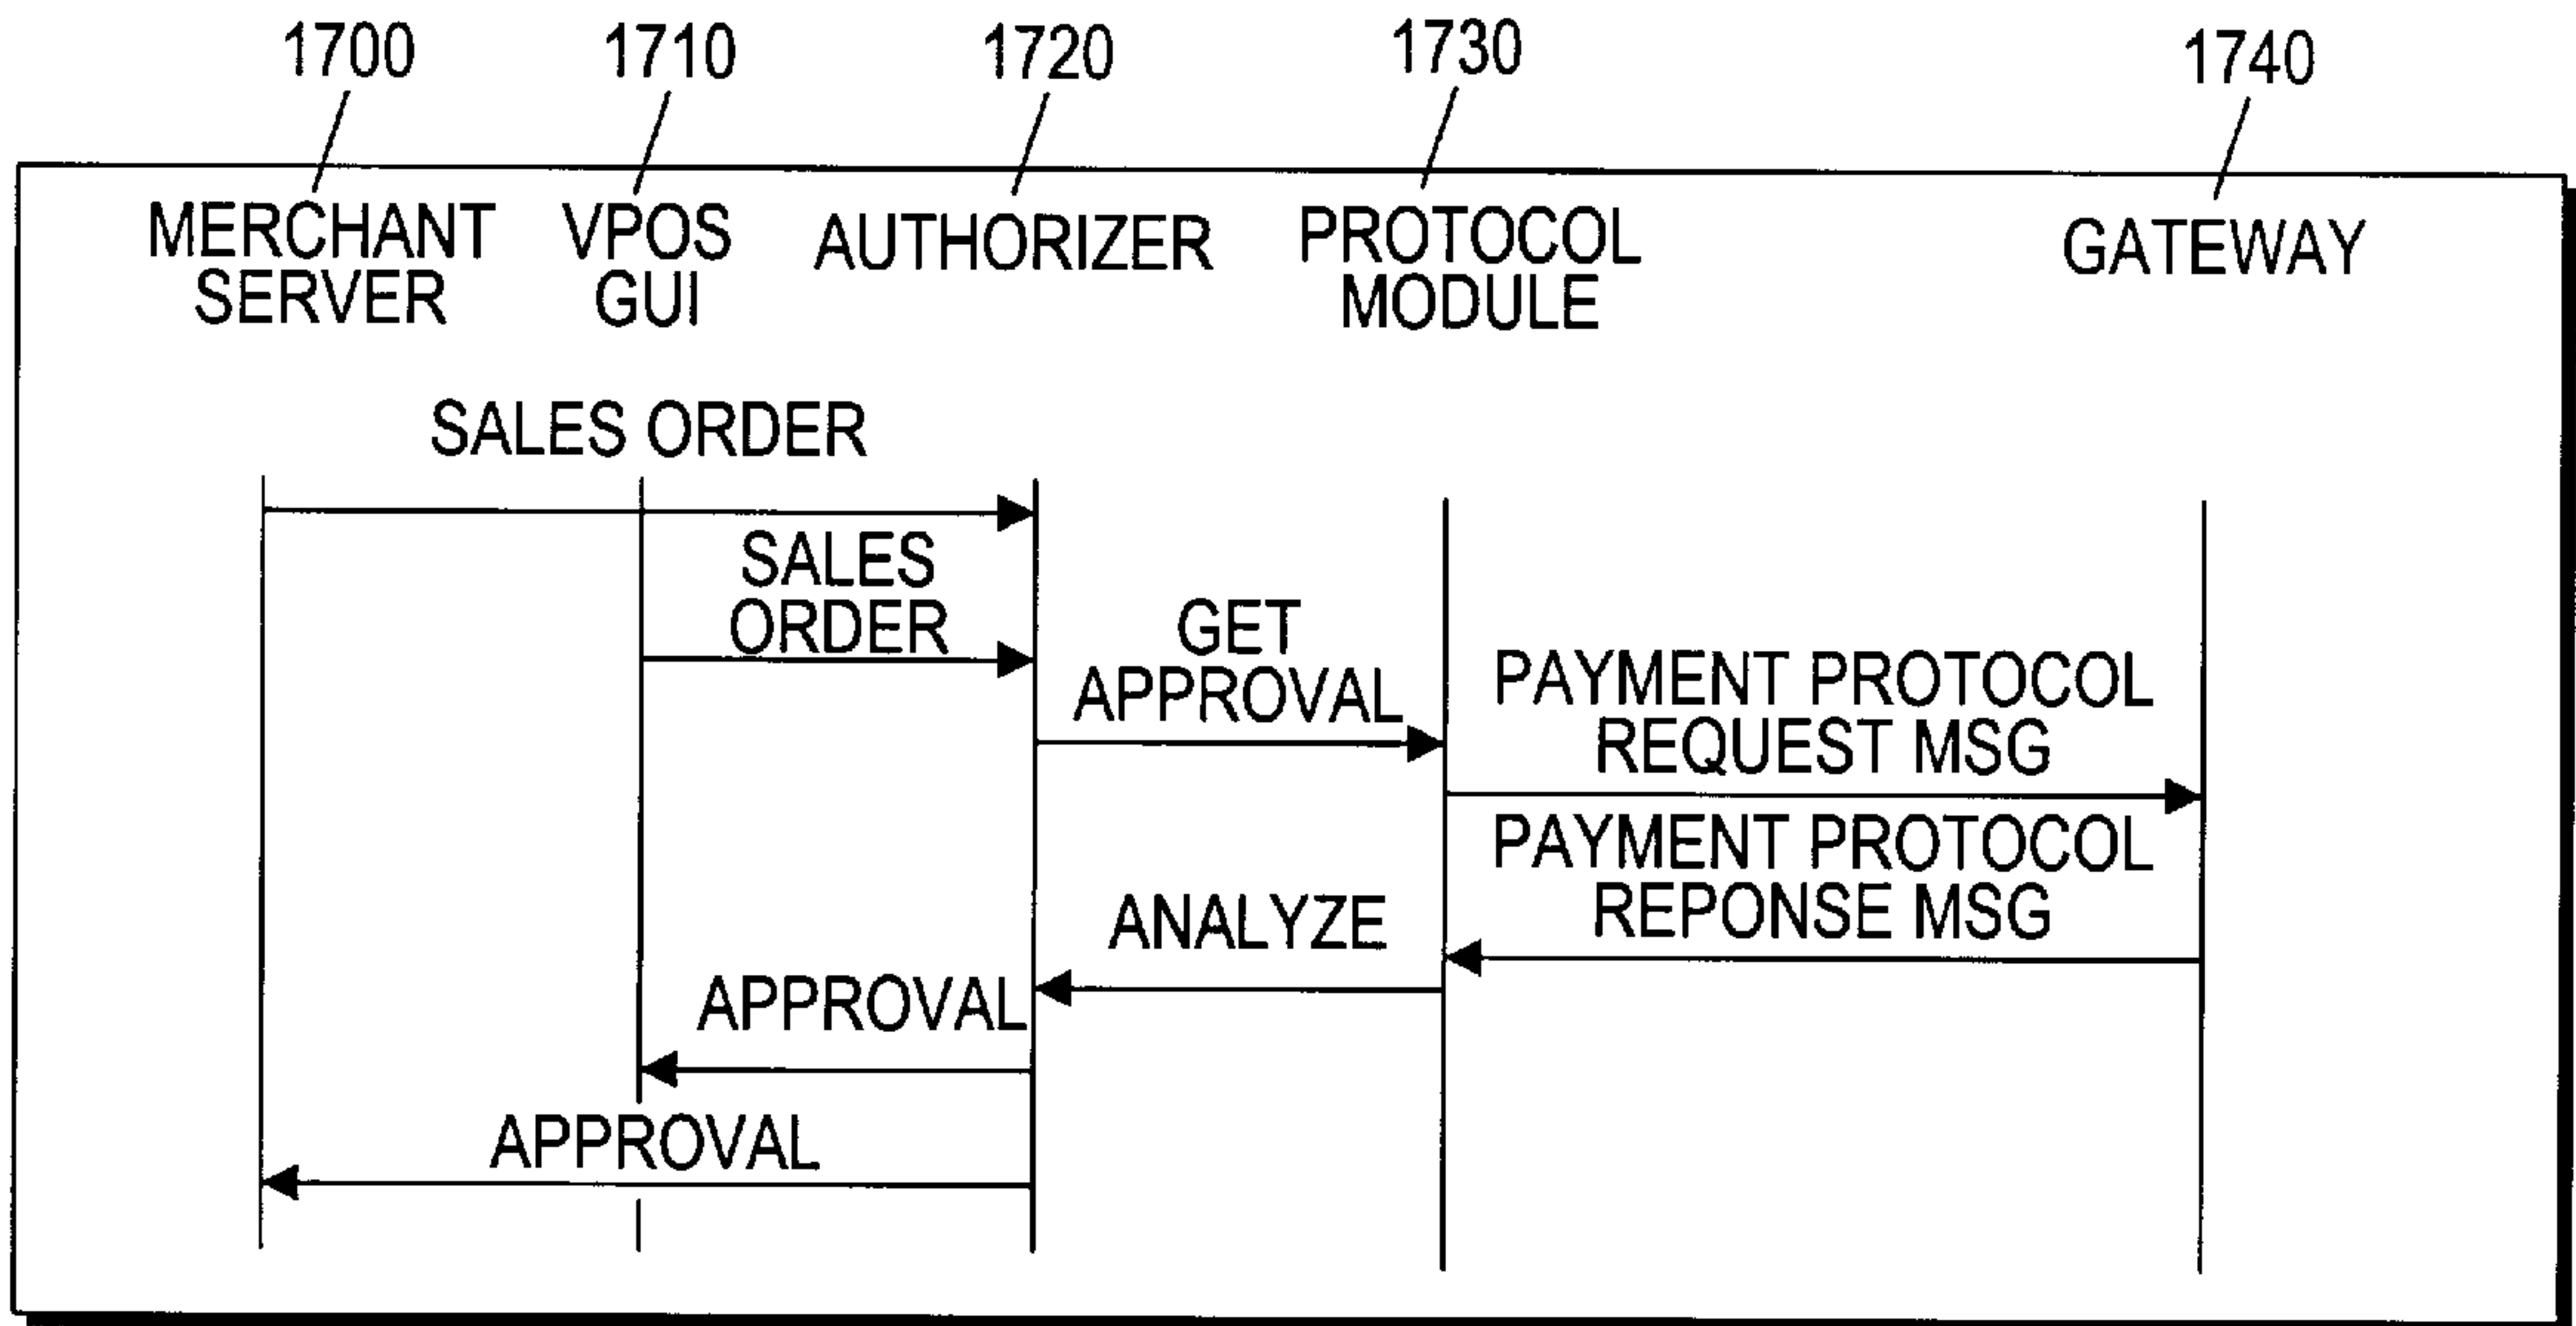 1700 1710 1720 1730 1740
MERCHANT VPOS AUTHORIZER PROTOCOL GATEWAY
SERVER GUI MODULE
SALES ORDER
SALES
ORDER
GET
APPROVAL
PAYMENT PROTOCOL
REQUEST MSG
PAYMENT PROTOCOL
REPONSE MSG
ANALYZE
APPROVAL
APPROVAL